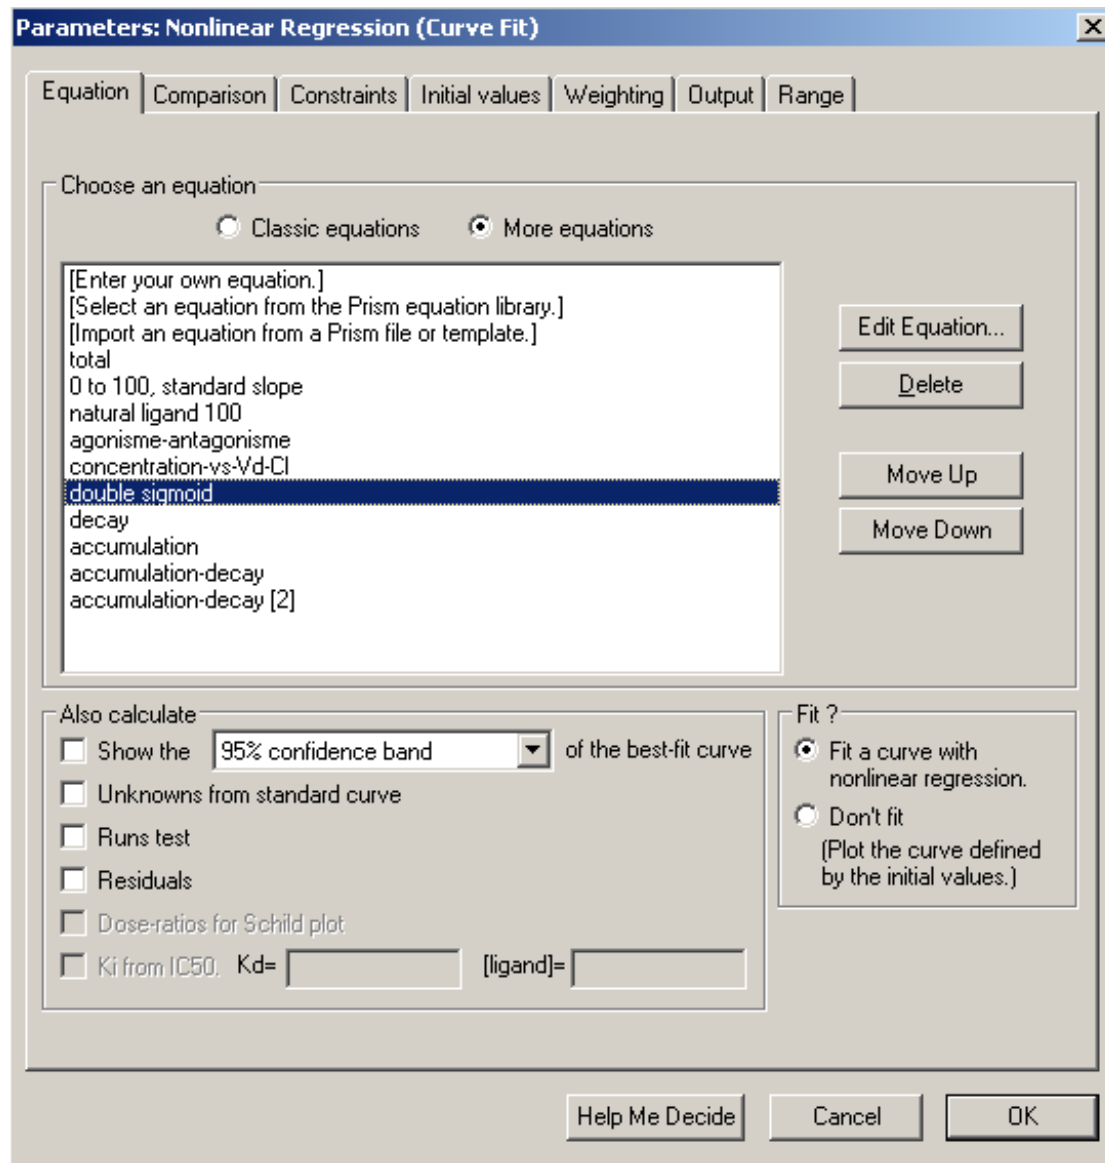 Parameters: Nonlinear Regression (Curve Fit)
Equation Comparison Constraints Initial values Weighting Output Range
Choose an equation
Classic equations More equations
[Enter your own equation.]
[Select an equation from the Prism equation library.]
[Import an equation from a Prism file or template.]
total
0 to 100, standard slope
natural ligand 100
agonisme-antagonisme
concentration-vs-Vd-Cl
double sigmoid
decay
accumulation
accumulation-decay
accumulation-decay [2]
Edit Equation...
Delete
Move Up
Move Down
Also calculate
Show the 95% confidence band of the best-fit curve
Unknowns from standard curve
Runs test
Residuals
Dose-ratios for Schild plot
Ki from IC50. Kd= [ligand]=
Fit ?
Fit a curve with
nonlinear regression.
Don't fit
(Plot the curve defined
by the initial values.)
Help Me Decide Cancel OK